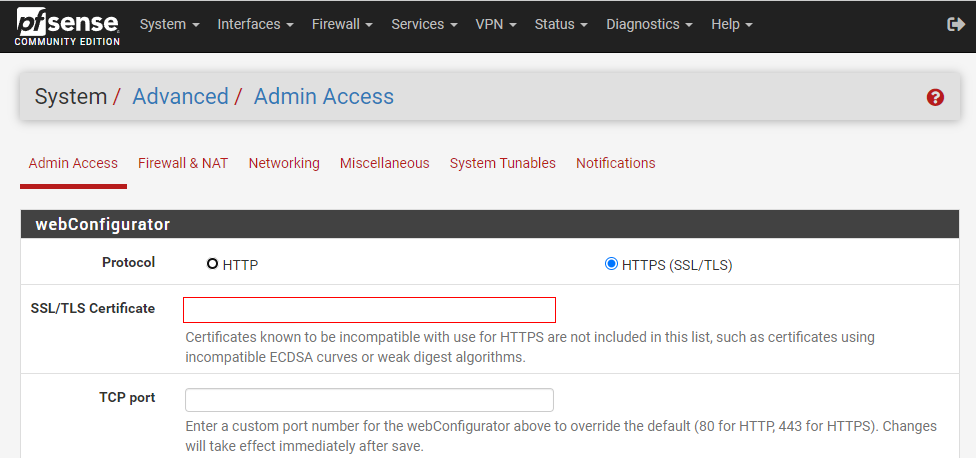 pfsense
COMMUNITY EDITION
System Interfaces Firewall Services VPN Status Diagnostics Help
System / Advanced / Admin Access
?
Admin Access Firewall & NAT Networking Miscellaneous System Tunables Notifications
webConfigurator
Protocol HTTP HTTPS (SSL/TLS)
SSL/TLS Certificate
Certificates known to be incompatible with use for HTTPS are not included in this list, such as certificates using
incompatible ECDSA curves or weak digest algorithms.
TCP port
Enter a custom port number for the webConfigurator above to override the default (80 for HTTP, 443 for HTTPS). Changes
will take effect immediately after save.